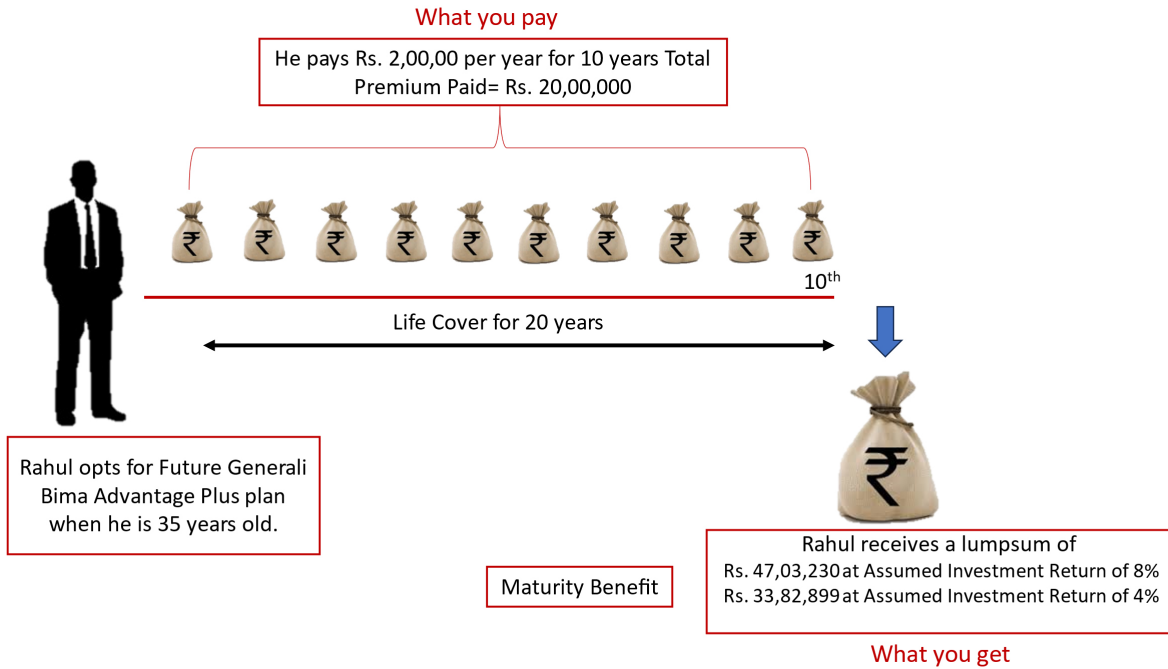 What you pay
He pays Rs. 2,00,00 per year for 10 years Total
Premium Paid= Rs. 20,00,000
₹ ₹ ₹ ₹ ₹ ₹ ₹ ₹ ₹ ₹
10th
Life Cover for 20 years
₹
Rahul opts for Future Generali
Bima Advantage Plus plan
when he is 35 years old.
Maturity Benefit
Rahul receives a lumpsum of
Rs. 47,03,230 at Assumed Investment Return of 8%
Rs. 33,82,899 at Assumed Investment Return of 4%
What you get